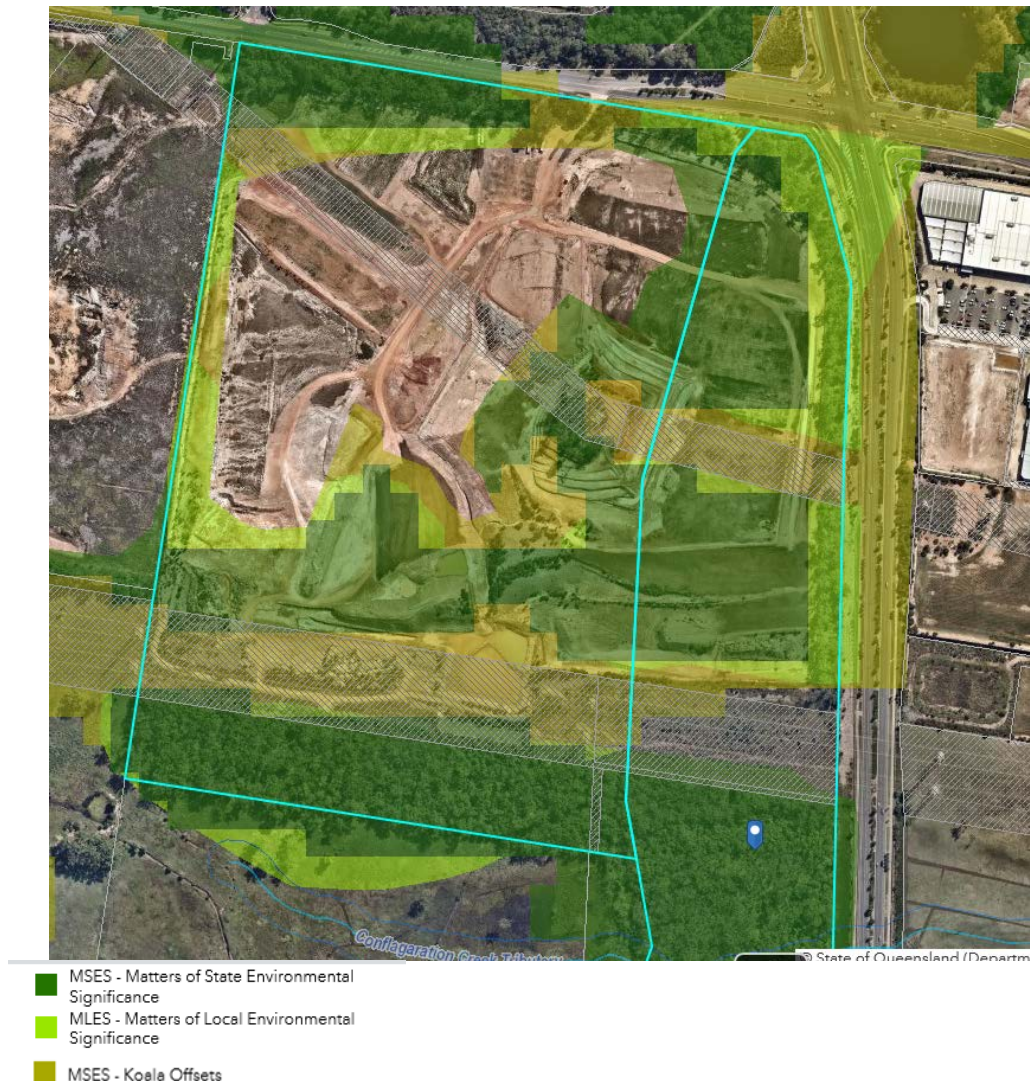 Conflagaration Creek Tributary
© State of Queensland (Departm
MSES - Matters of State Environmental
Significance
MLES - Matters of Local Environmental
Significance
MSES - Koala Offsets